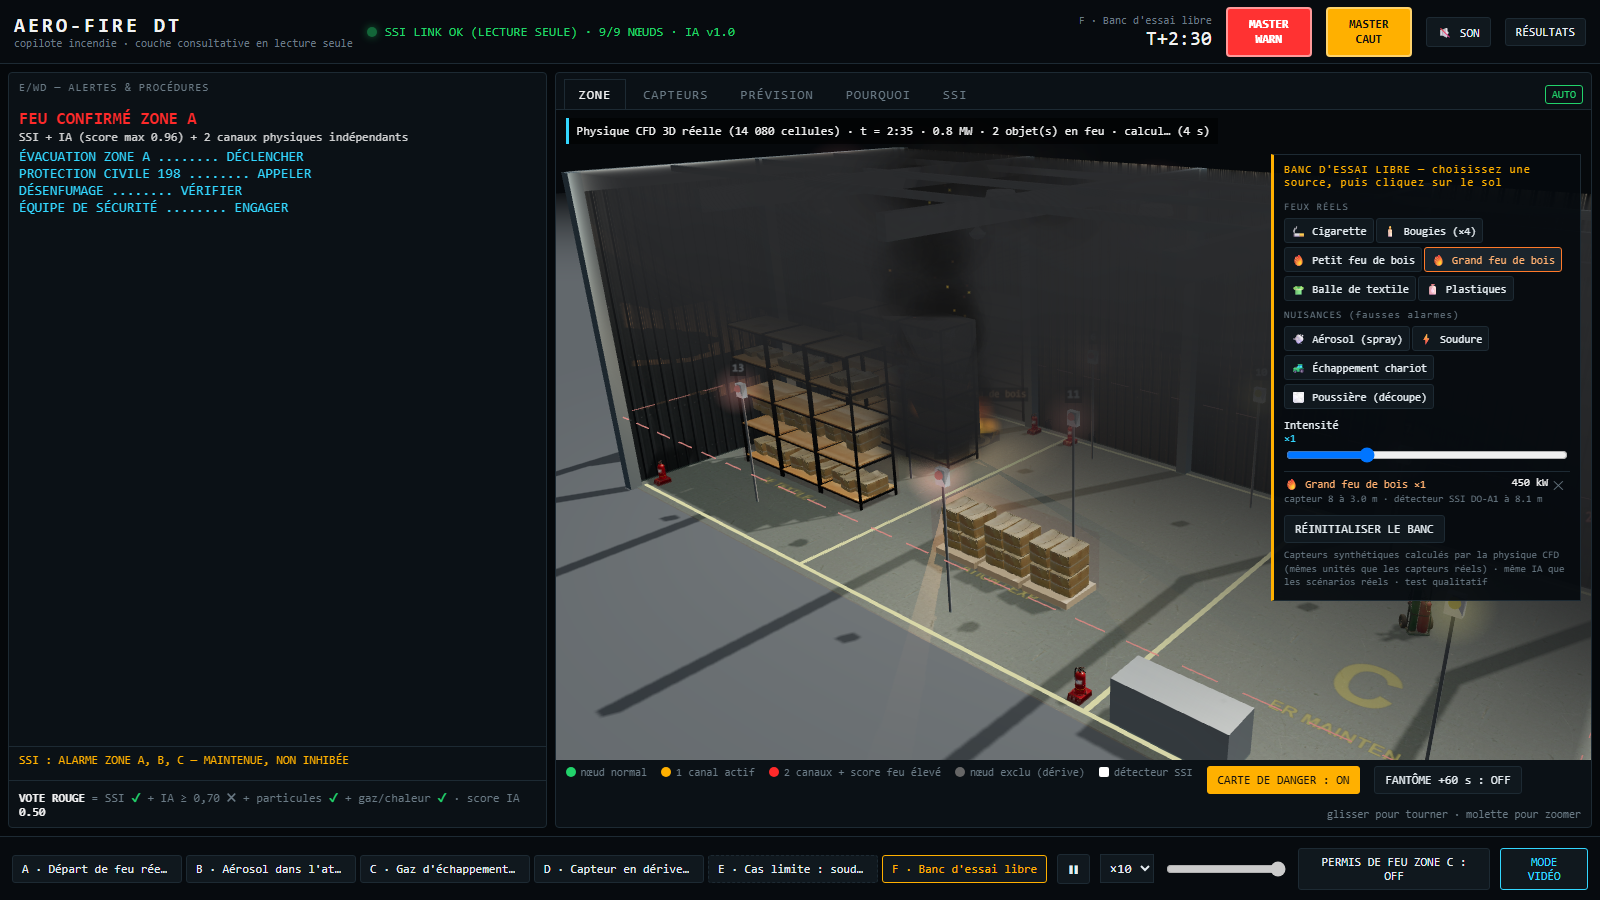 AERO-FIRE DT
copilote incendie · couche consultative en lecture seule
SSI LINK OK (LECTURE SEULE) · 9/9 NŒUDS · IA v1.0
F · Banc d'essai libre
T+2:30
MASTER
WARN
MASTER
CAUT
SON
RÉSULTATS
E/WD — ALERTES & PROCÉDURES
FEU CONFIRMÉ ZONE A
SSI + IA (score max 0.96) + 2 canaux physiques indépendants
ÉVACUATION ZONE A ........ DÉCLENCHER
PROTECTION CIVILE 198 ........ APPELER
DÉSENFUMAGE ........ VÉRIFIER
ÉQUIPE DE SÉCURITÉ ........ ENGAGER
SSI : ALARME ZONE A, B, C — MAINTENUE, NON INHIBÉE
VOTE ROUGE = SSI ✓ + IA ≥ 0,70 ✕ + particules ✓ + gaz/chaleur ✓ · score IA
0.50
ZONE
CAPTEURS
PRÉVISION
POURQUOI
SSI
AUTO
Physique CFD 3D réelle (14 080 cellules) · t = 2:35 · 0.8 MW · 2 objet(s) en feu · calcul… (4 s)
BANC D'ESSAI LIBRE — choisissez une
source, puis cliquez sur le sol
FEUX RÉELS
Cigarette
Bougies (×4)
Petit feu de bois
Grand feu de bois
Balle de textile
Plastiques
NUISANCES (fausses alarmes)
Aérosol (spray)
Soudure
Échappement chariot
Poussière (découpe)
Intensité
×1
Grand feu de bois ×1
450 kW
capteur 8 à 3.0 m · détecteur SSI DO-A1 à 8.1 m
RÉINITIALISER LE BANC
Capteurs synthétiques calculés par la physique CFD
(mêmes unités que les capteurs réels) · même IA que
les scénarios réels · test qualitatif
13
11
de bois
C
ER MAINTEN
nœud normal
1 canal actif
2 canaux + score feu élevé
nœud exclu (dérive)
détecteur SSI
CARTE DE DANGER : ON
FANTÔME +60 s : OFF
glisser pour tourner · molette pour zoomer
A · Départ de feu rée…
B · Aérosol dans l'at…
C · Gaz d'échappement…
D · Capteur en dérive…
E · Cas limite : soud…
F · Banc d'essai libre
×10
PERMIS DE FEU ZONE C :
OFF
MODE
VIDÉO